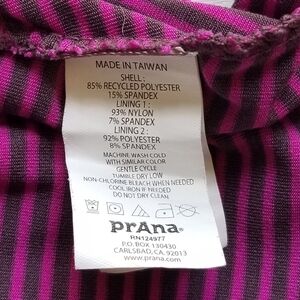 MADE IN TAIWAN
SHELL:
85% RECYCLED POLYESTER
15% SPANDEX
LINING 1:
93% NYLON
7% SPANDEX
LINING 2:
92% POLYESTER
8% SPANDEX
MACHINE WASH COLD
WITH SIMILAR COLOR
GENTLE CYCLE
TUMBLE DRY LOW
NON-CHLORINE BLEACH WHEN NEEDED
COOL IRON IF NEEDED
DO NOT DRY CLEAN
prAna®
RN124977
P.O. BOX 130430
CARLSBAD, CA. 92013
www.prana.com